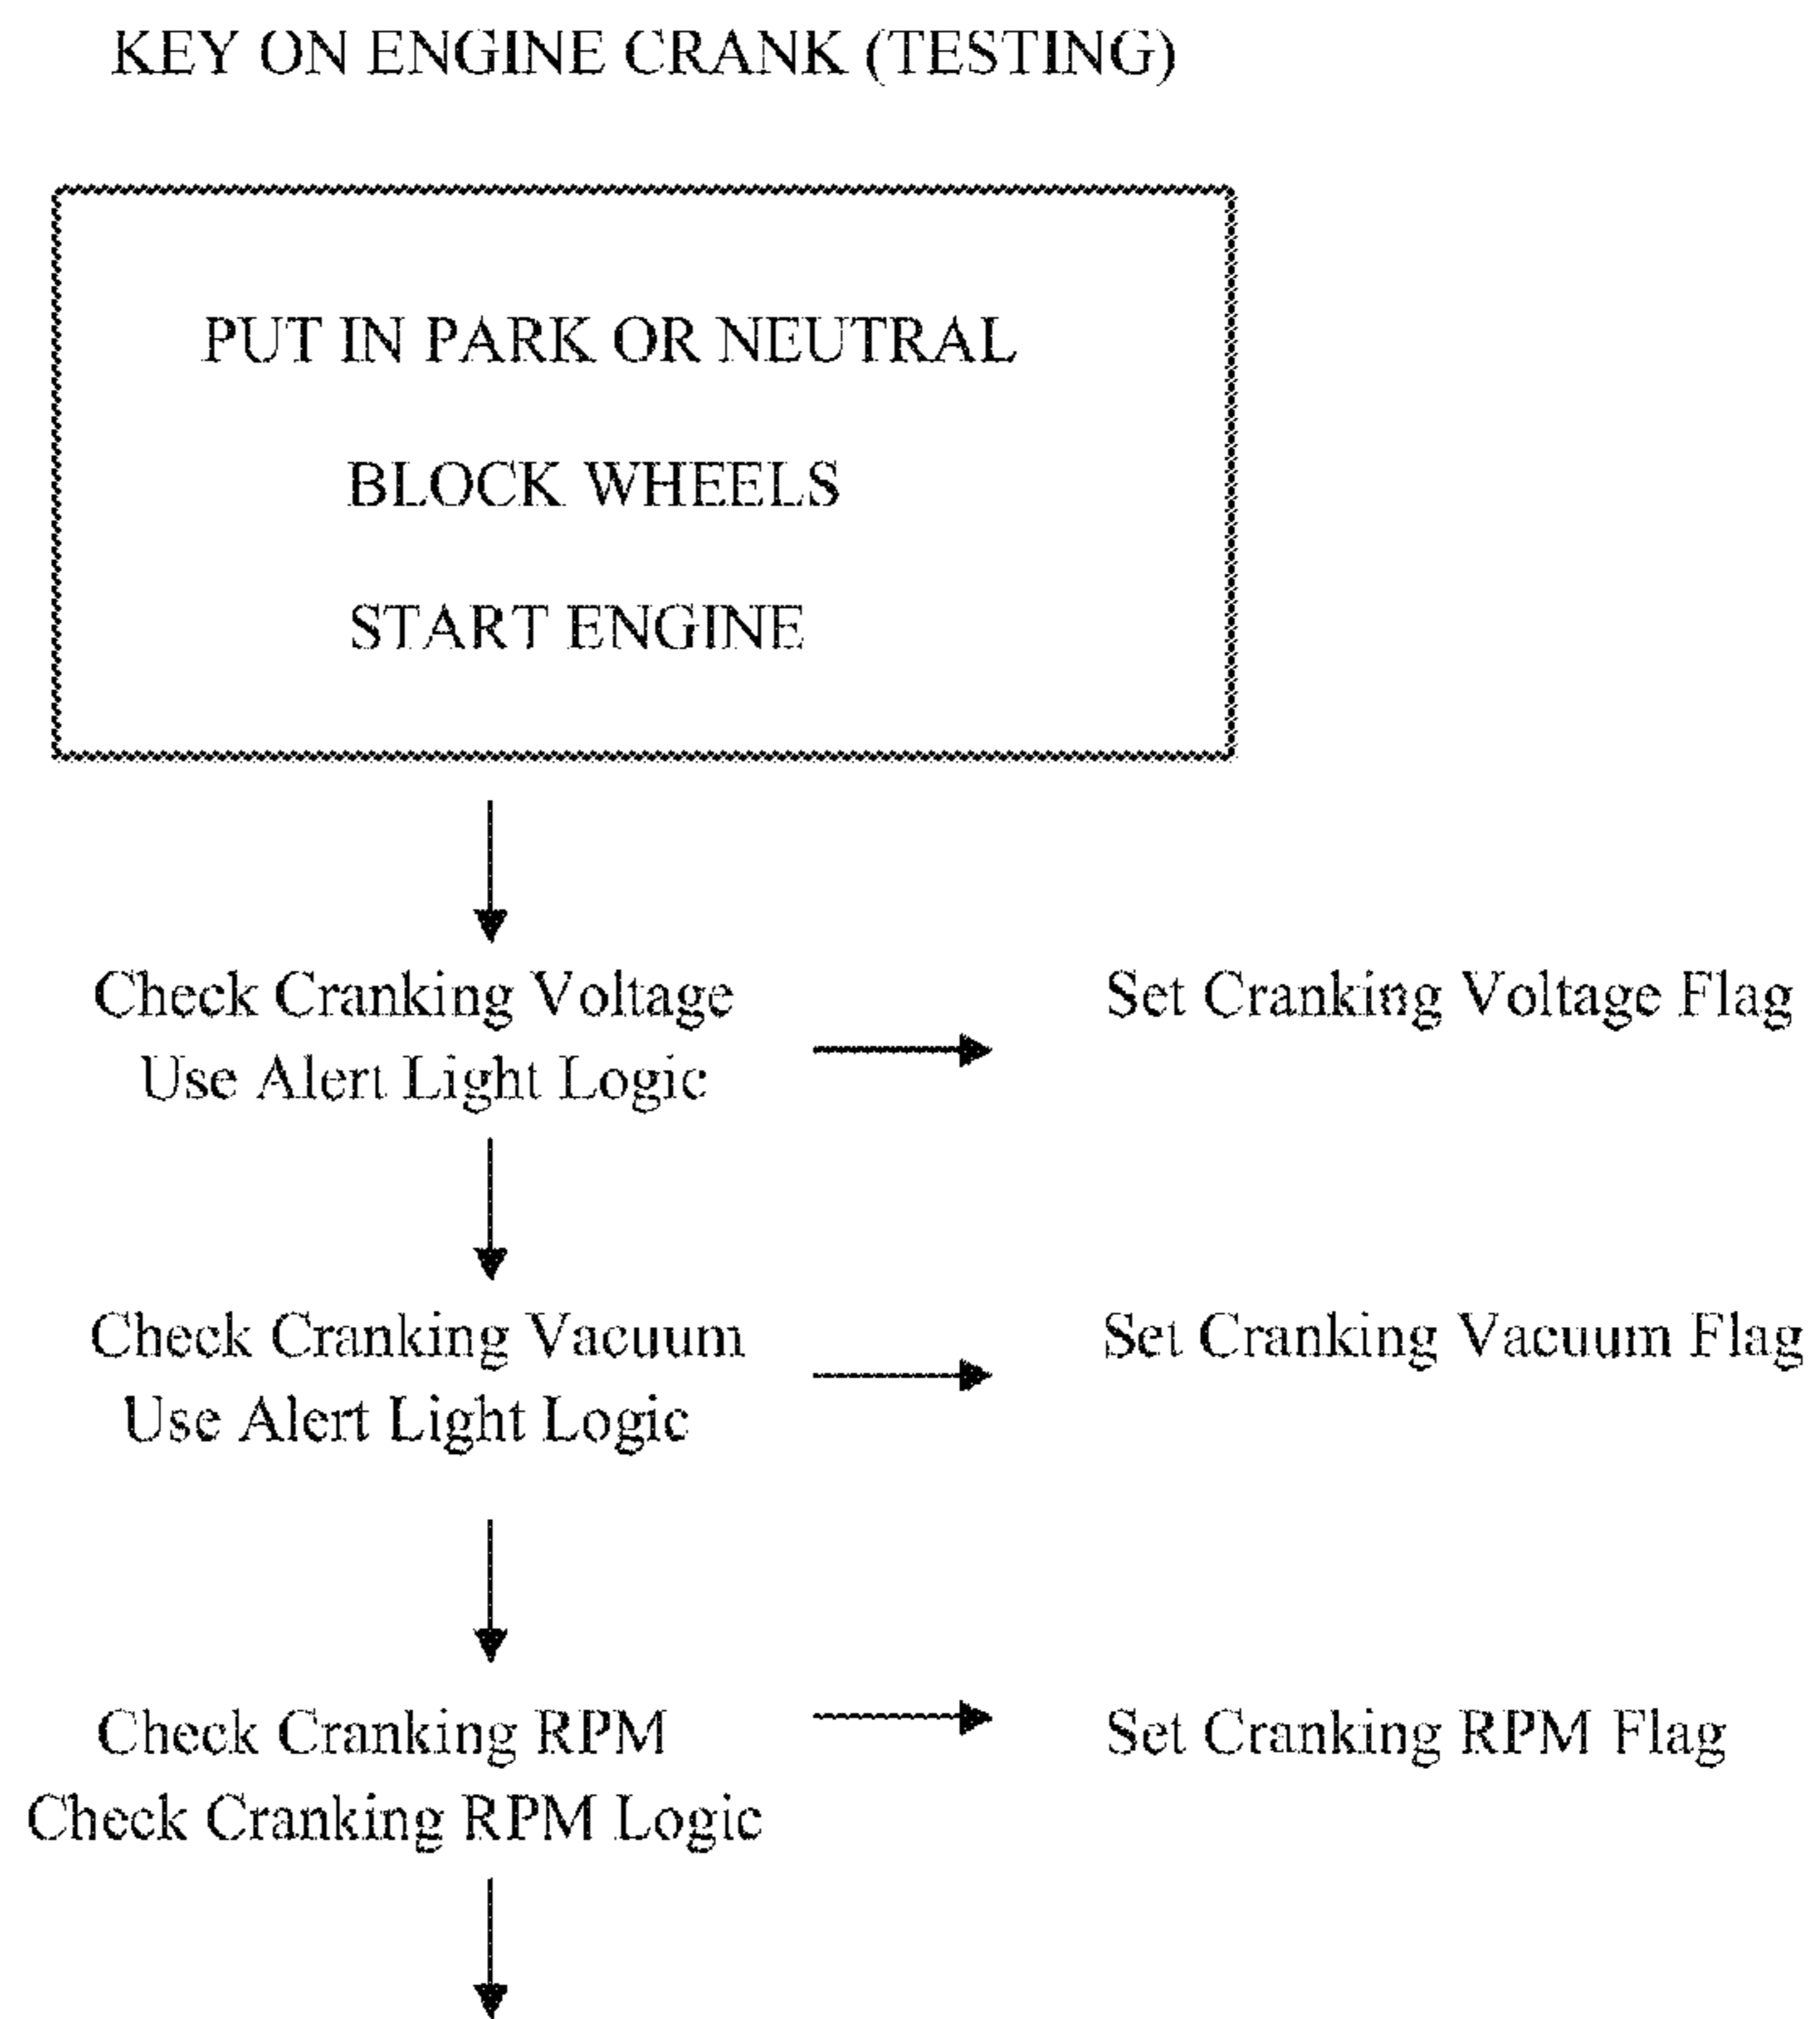 KEY ON ENGINE CRANK (TESTING)
PUT IN PARK OR NEUTRAL
BLOCK WHEELS
START ENGINE
Check Cranking Voltage
Use Alert Light Logic
Set Cranking Voltage Flag
Check Cranking Vacuum
Use Alert Light Logic
Set Cranking Vacuum Flag
Check Cranking RPM
Check Cranking RPM Logic
Set Cranking RPM Flag